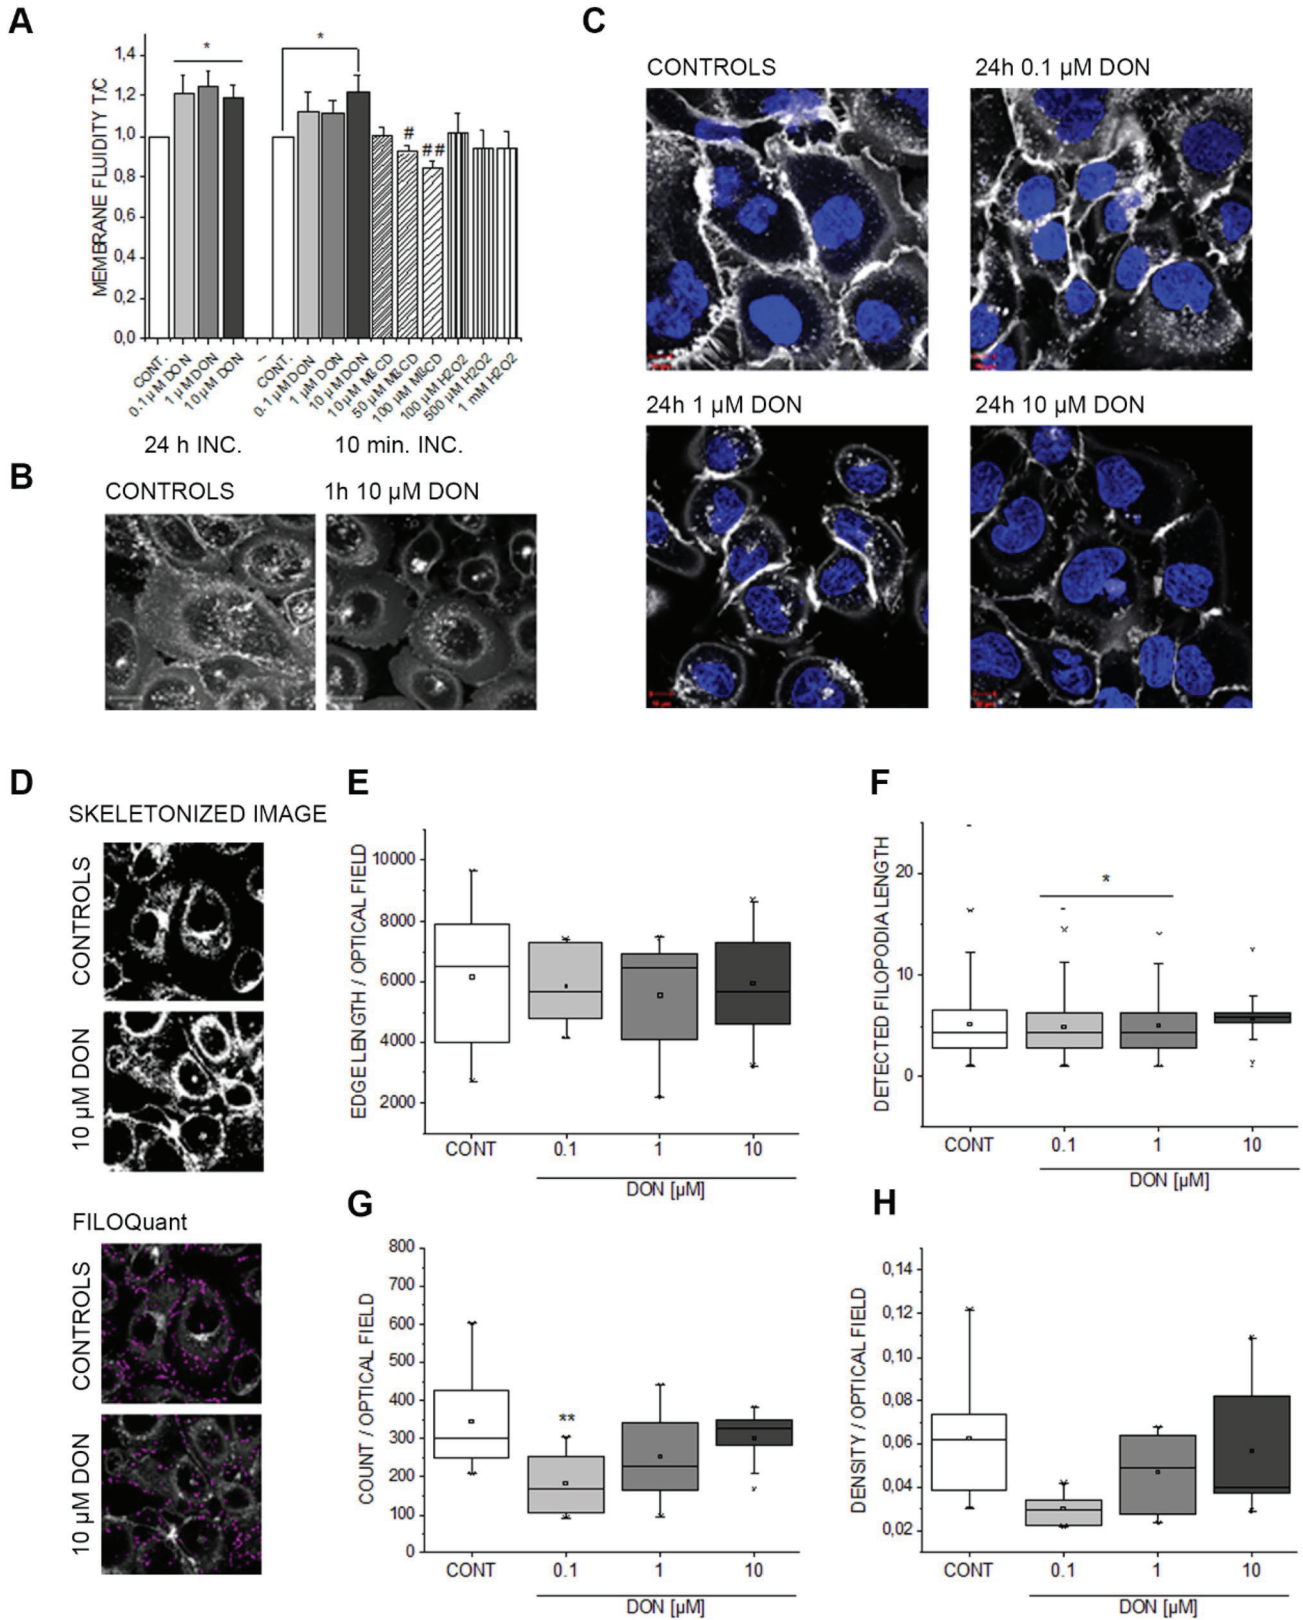 A
MEMBRANE FLUIDITY T/C
1,4
1,2
1,0
0,8
0,6
0,4
0,2
0,0
*
*
#
##
CONT.
0.1 µM DON
1 µM DON
10 µM DON
–
CONT.
0.1 µM DON
1 µM DON
10 µM DON
10 µM MßCD
50 µM MßCD
100 µM MßCD
100 µM H2O2
500 µM H2O2
1 mM H2O2
24 h INC.
10 min. INC.
B
CONTROLS
1h 10 µM DON
C
CONTROLS
24h 0.1 µM DON
24h 1 µM DON
24h 10 µM DON
D
SKELETONIZED IMAGE
CONTROLS
10 µM DON
FILOQuant
CONTROLS
10 µM DON
E
EDGE LENGTH / OPTICAL FIELD
10000
8000
6000
4000
2000
CONT
0.1
1
10
DON [µM]
F
DETECTED FILOPODIA LENGTH
20
10
0
*
CONT
0.1
1
10
DON [µM]
G
COUNT / OPTICAL FIELD
800
700
600
500
400
300
200
100
0
**
CONT
0.1
1
10
DON [µM]
H
DENSITY / OPTICAL FIELD
0,14
0,12
0,10
0,08
0,06
0,04
0,02
CONT
0.1
1
10
DON [µM]